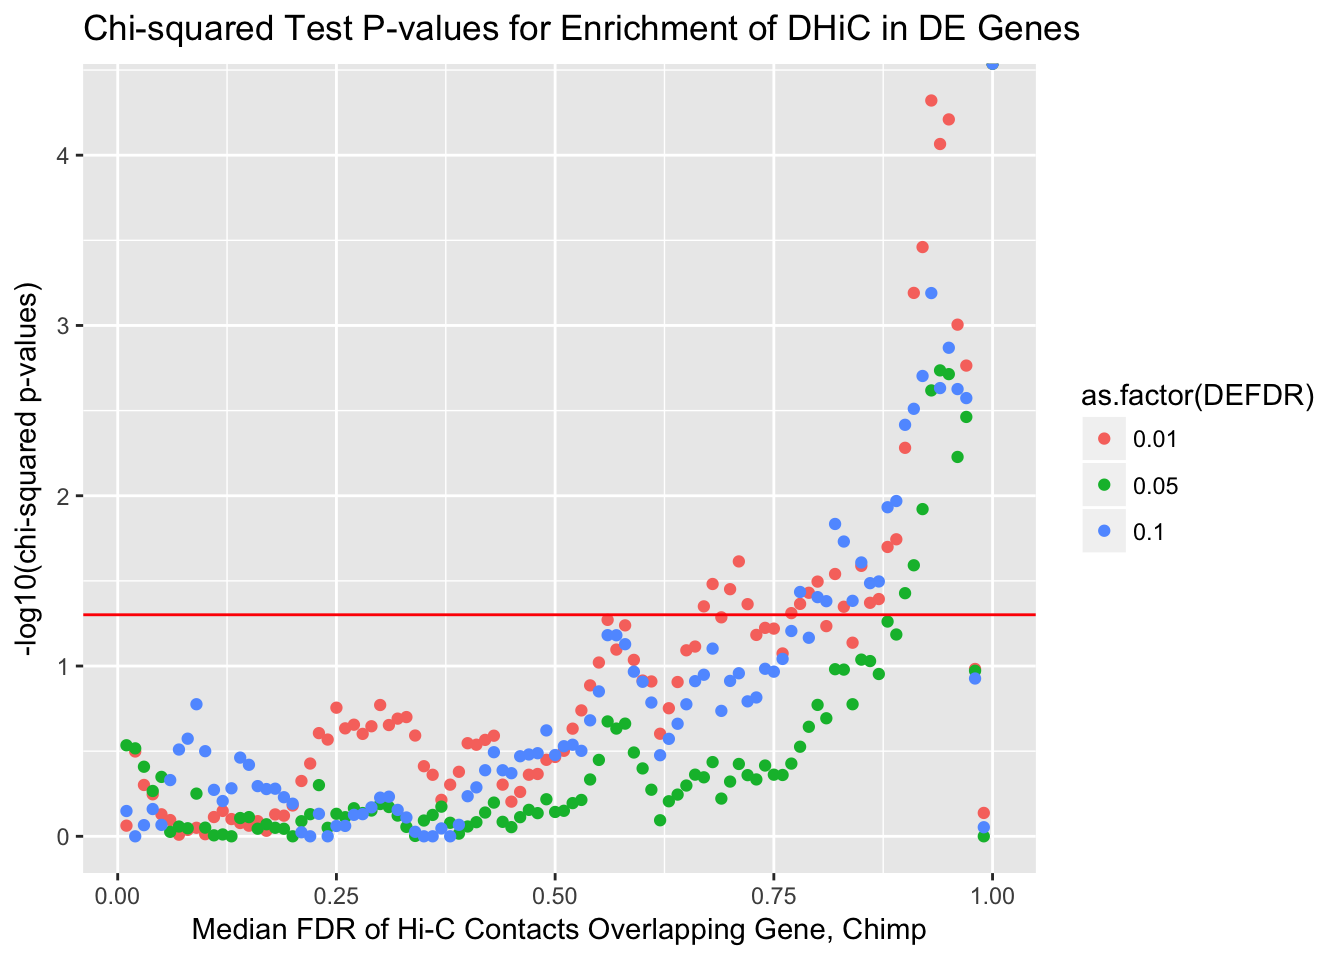 Chi-squared Test P-values for Enrichment of DHiC in DE Genes
-log10(chi-squared p-values)
4
3
2
1
0
0.00 0.25 0.50 0.75 1.00
Median FDR of Hi-C Contacts Overlapping Gene, Chimp
as.factor(DEFDR)
0.01
0.05
0.1